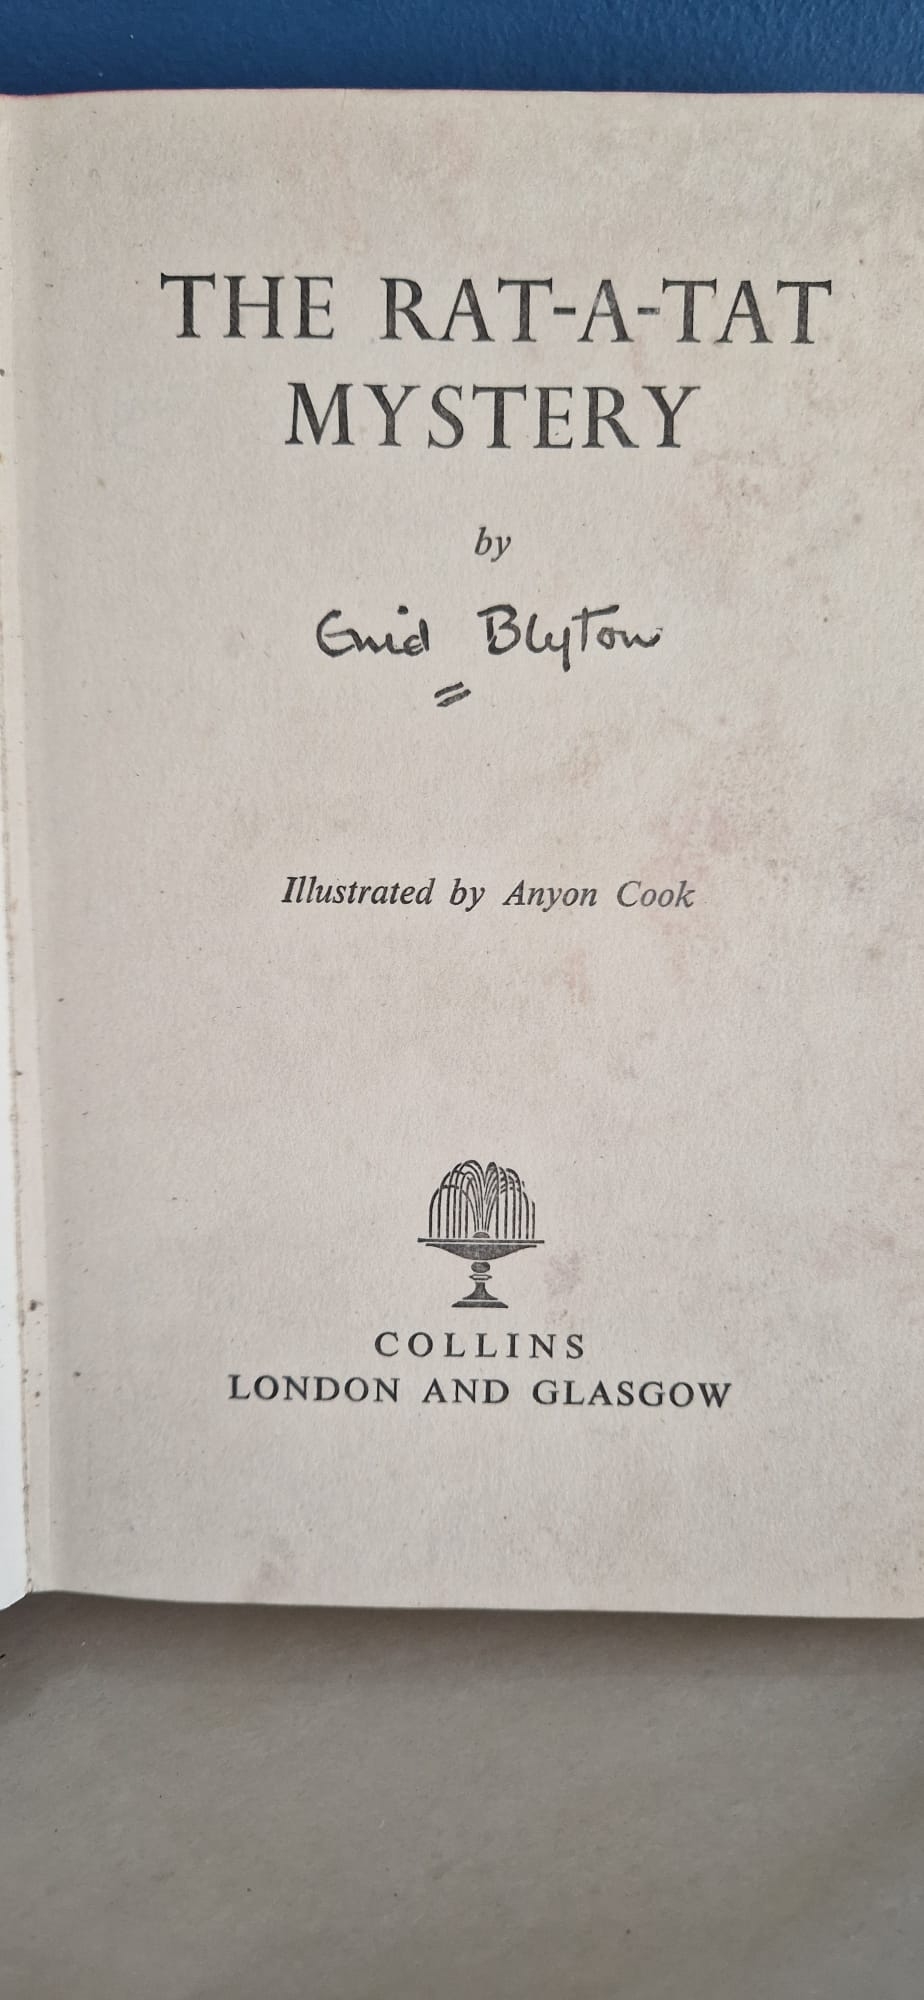 THE RAT-A-TAT
MYSTERY
by
Enid Blyton
Illustrated by Anyon Cook
COLLINS
LONDON AND GLASGOW